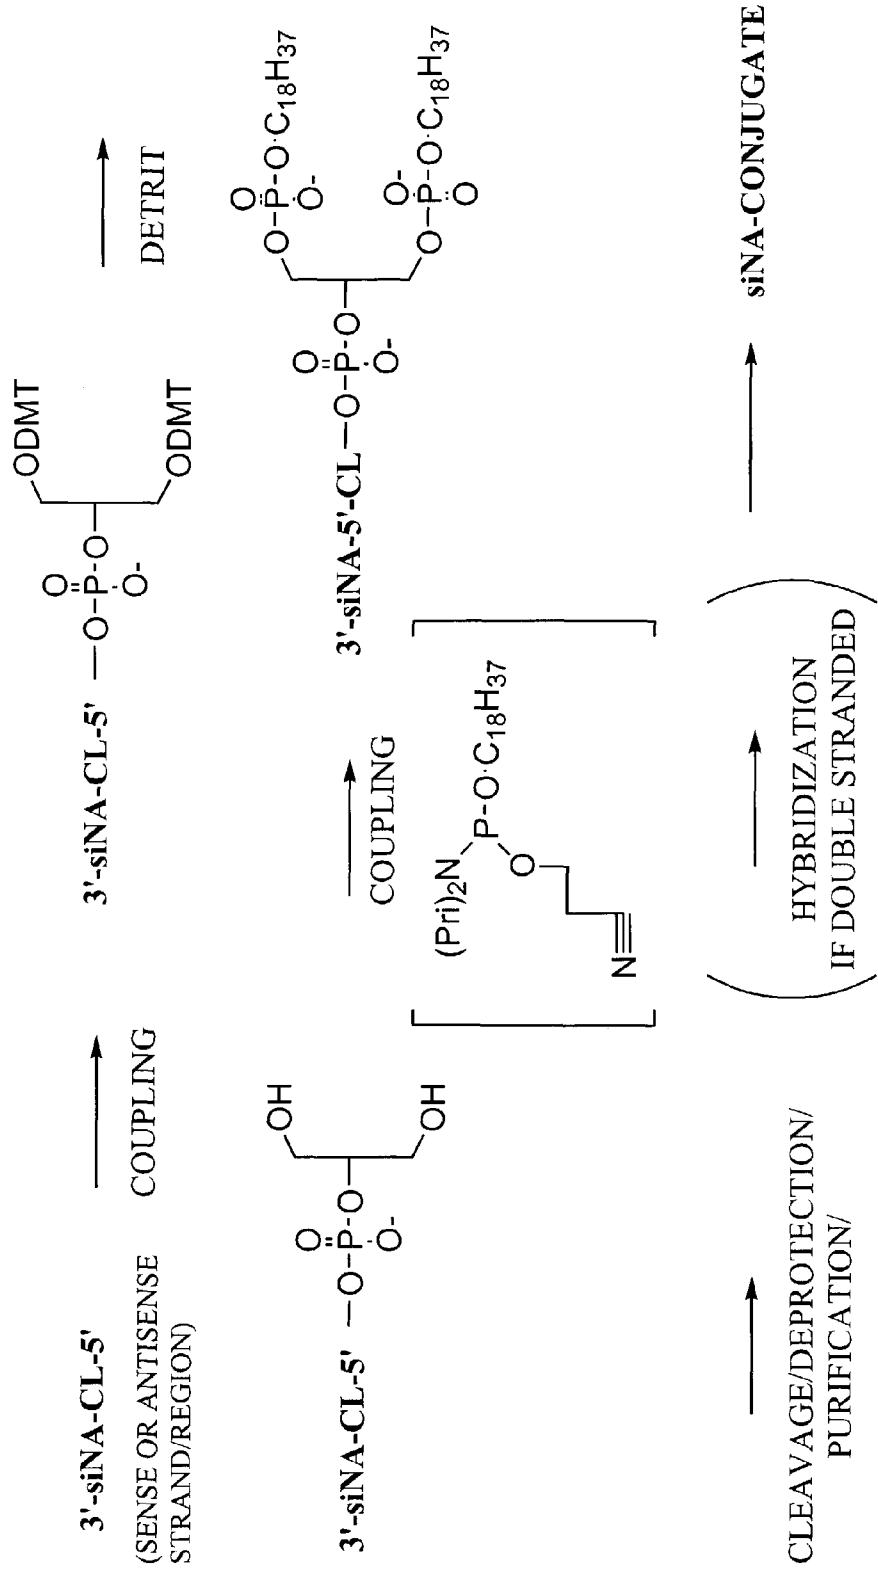 3'-siNA-CL-5'
(SENSE OR ANTISENSE
STRAND/REGION)
COUPLING
ODMT
O
3'-siNA-CL-5' —O-P-O
O-
ODMT
DETRIT
OH
O
3'-siNA-CL-5' —O-P-O
O-
OH
COUPLING
(Pri)2N
P-O·C18H37
O
N
O
O-P-O·C18H37
O-
O
3'-siNA-5'-CL —O-P-O
O-
O-
O-P-O·C18H37
O
CLEAVAGE/DEPROTECTION/
PURIFICATION/
HYBRIDIZATION
IF DOUBLE STRANDED
siNA-CONJUGATE